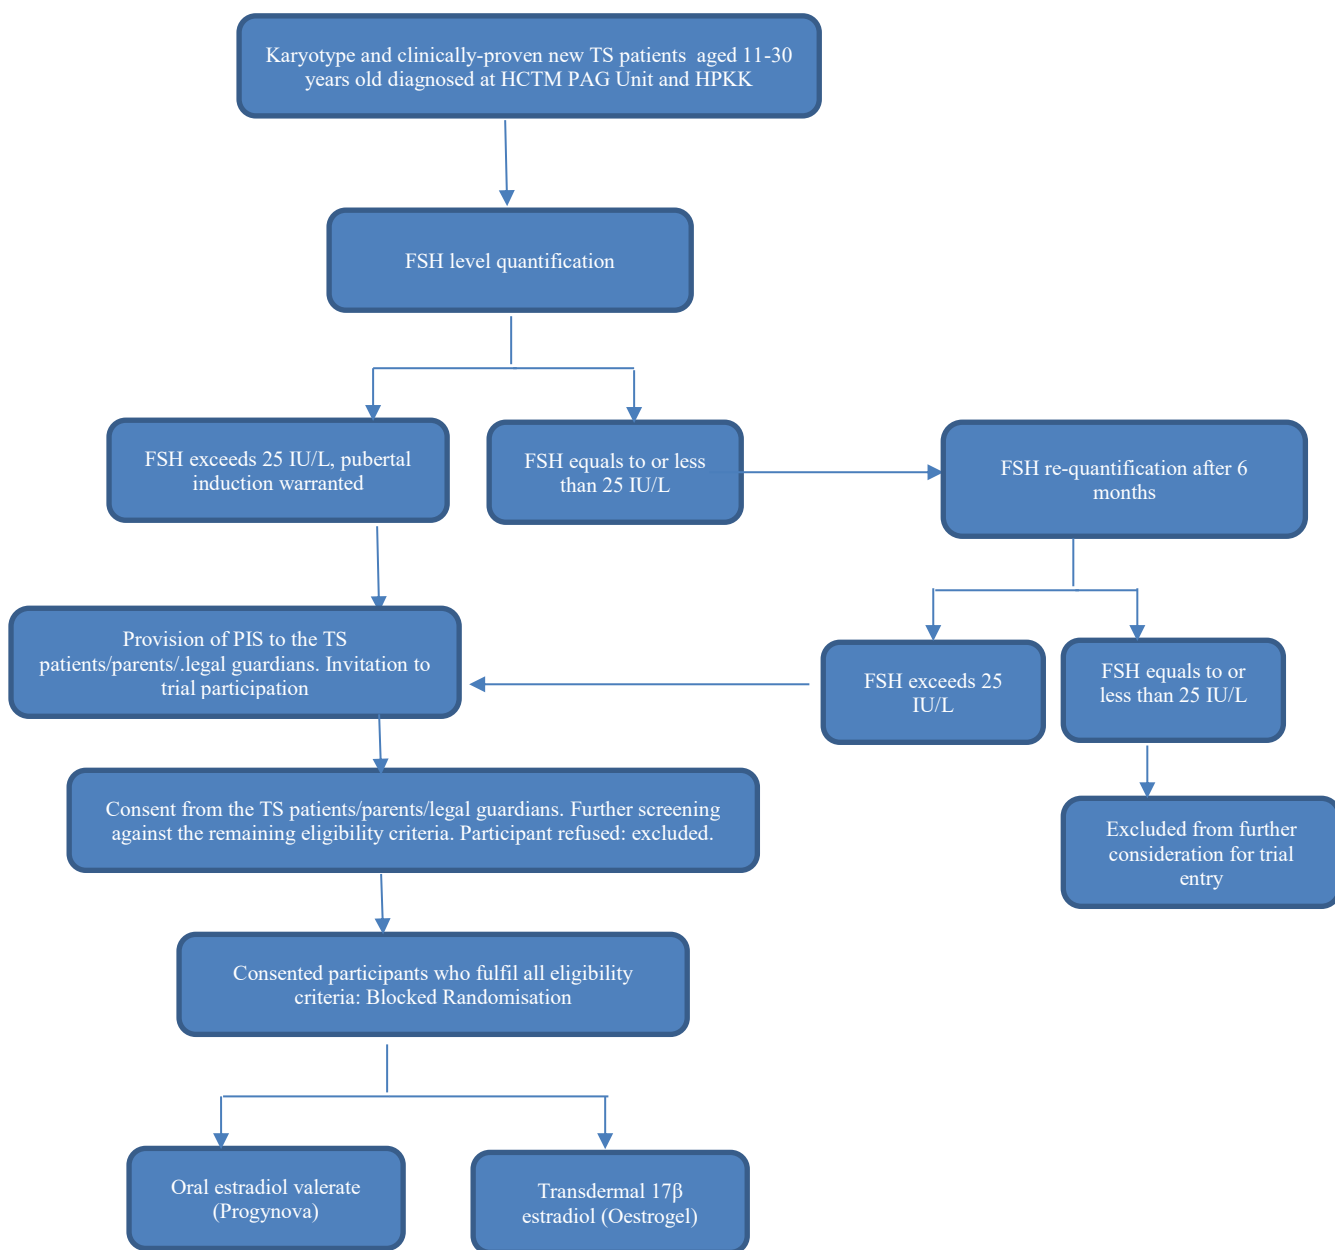 Karyotype and clinically-proven new TS patients aged 11-30
years old diagnosed at HCTM PAG Unit and HPKK
FSH level quantification
FSH exceeds 25 IU/L, pubertal
induction warranted
FSH equals to or less
than 25 IU/L
FSH re-quantification after 6
months
Provision of PIS to the TS
patients/parents/.legal guardians. Invitation to
trial participation
FSH exceeds 25
IU/L
FSH equals to or
less than 25 IU/L
Consent from the TS patients/parents/legal guardians. Further screening
against the remaining eligibility criteria. Participant refused: excluded.
Excluded from further
consideration for trial
entry
Consented participants who fulfil all eligibility
criteria: Blocked Randomisation
Oral estradiol valerate
(Progynova)
Transdermal 17β
estradiol (Oestrogel)